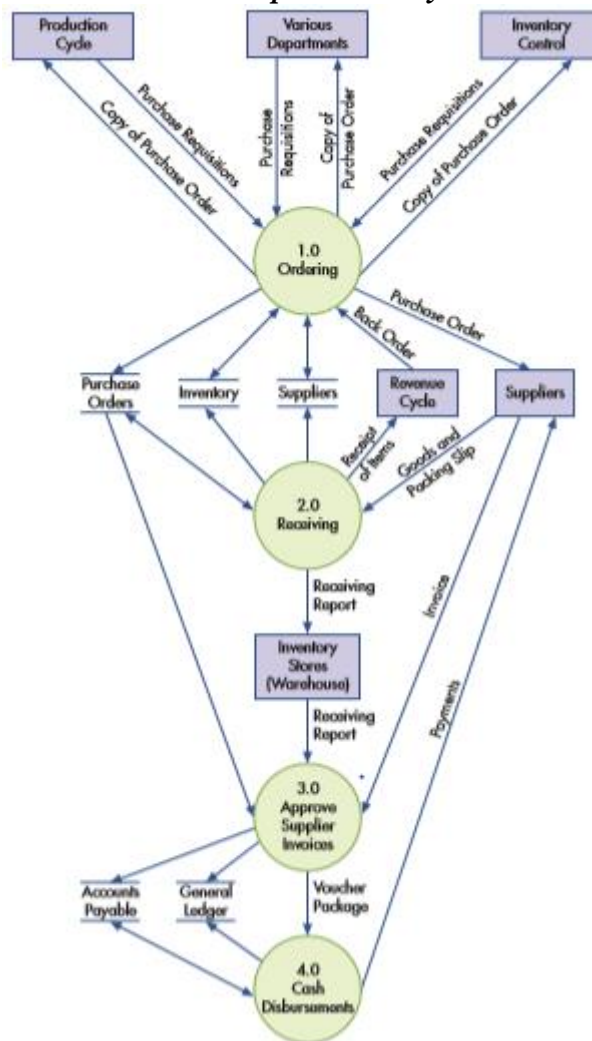 Production
Cycle
Various
Departments
Inventory
Control
Purchase Requisitions
Copy of Purchase Order
Purchase
Requisitions
Copy of
Purchase Order
Purchase Requisitions
Copy of Purchase Order
1.0
Ordering
Purchase Order
Back Order
Purchase
Orders
Inventory
Suppliers
Revenue
Cycle
Suppliers
Receipt
of Items
Goods and
Packing Slip
2.0
Receiving
Receiving
Report
Invoice
Inventory
Stores
(Warehouse)
Payments
Receiving
Report
3.0
Approve
Supplier
Invoices
Accounts
Payable
General
Ledger
Voucher
Package
4.0
Cash
Disbursements